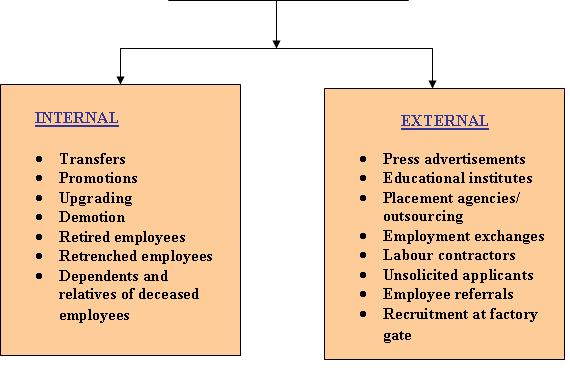 INTERNAL
• Transfers
• Promotions
• Upgrading
• Demotion
• Retired employees
• Retrenched employees
• Dependents and
relatives of deceased
employees
EXTERNAL
• Press advertisements
• Educational institutes
• Placement agencies/
outsourcing
• Employment exchanges
• Labour contractors
• Unsolicited applicants
• Employee referrals
• Recruitment at factory
gate